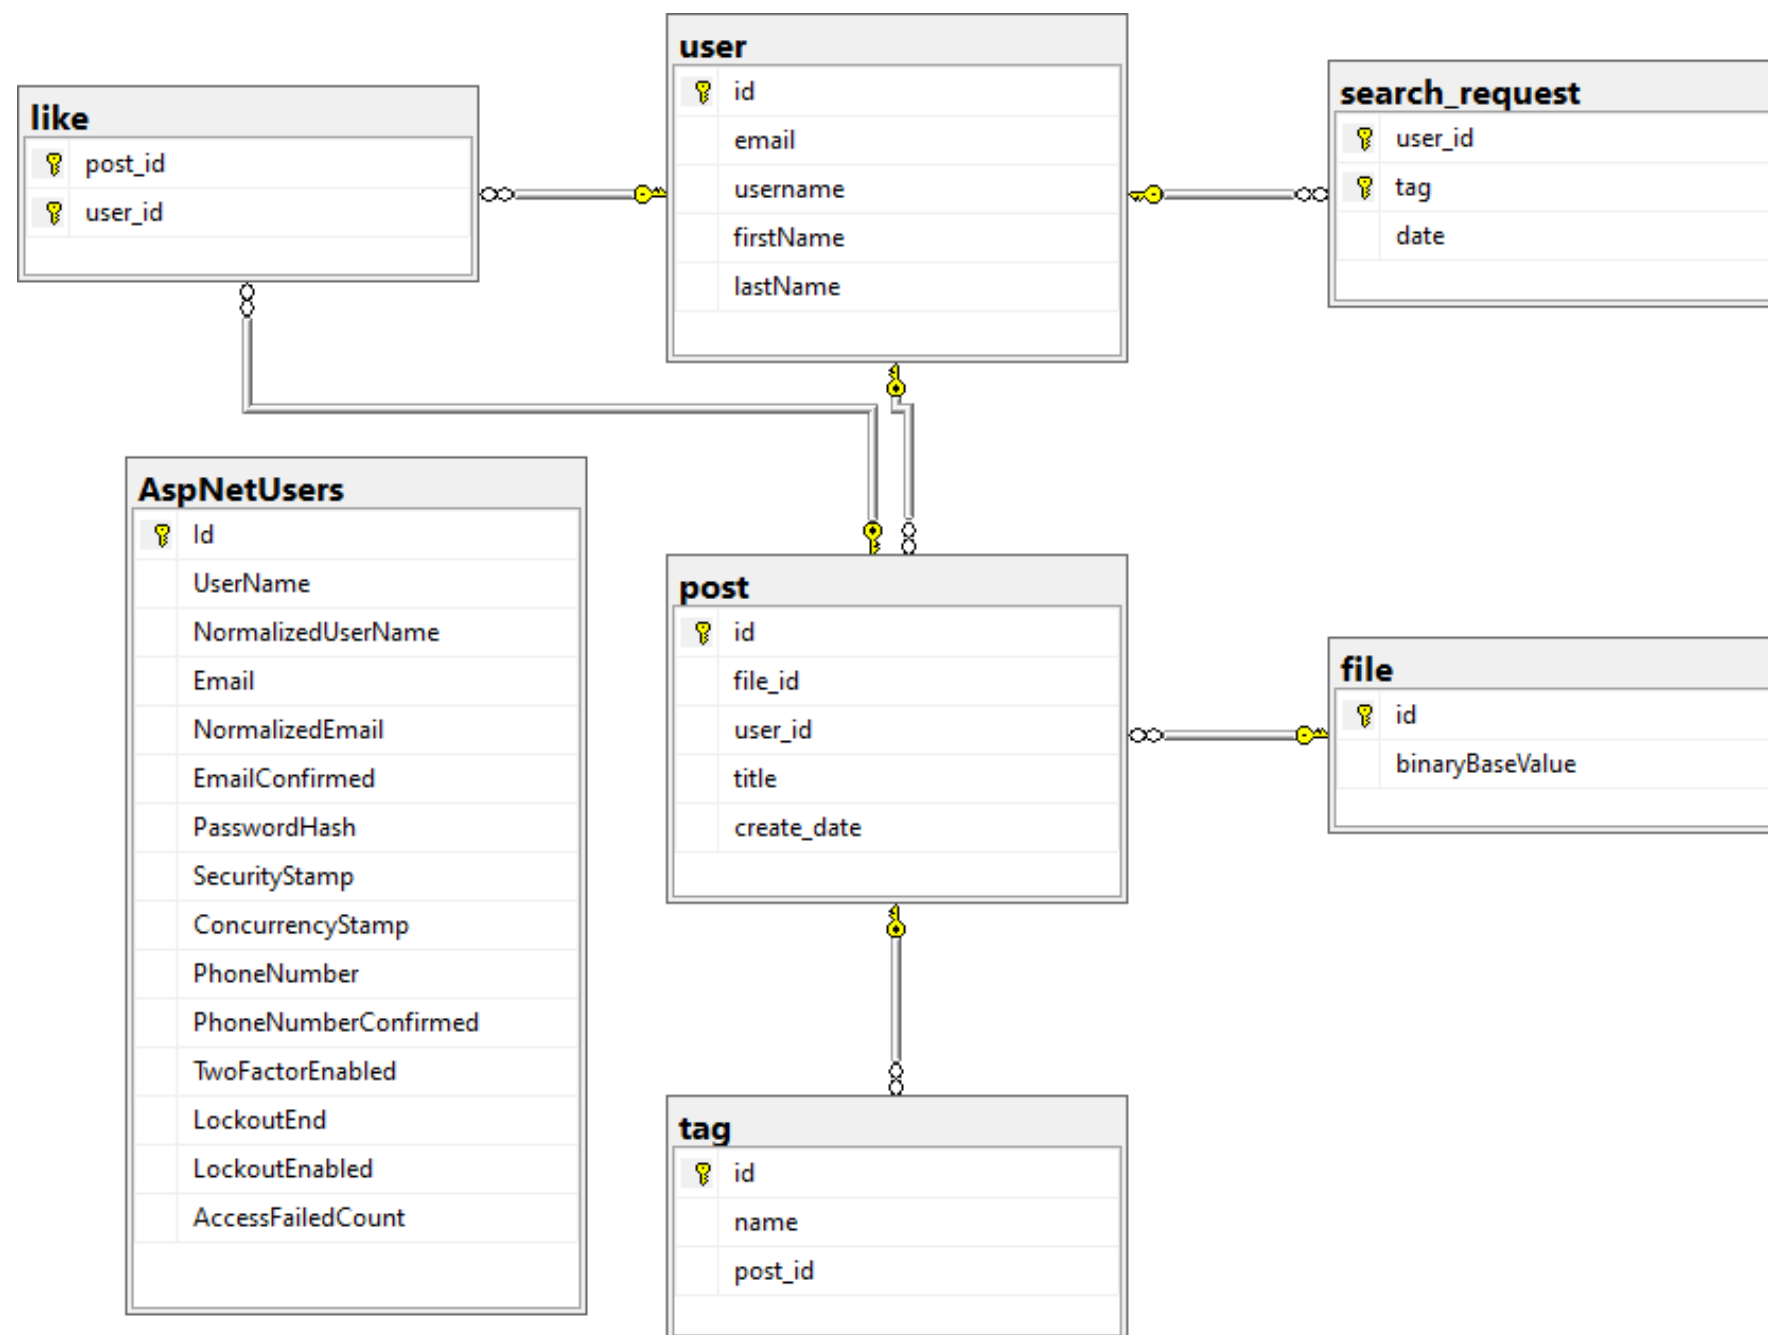 user
id
email
username
firstName
lastName
like
post_id
user_id
search_request
user_id
tag
date
AspNetUsers
Id
UserName
NormalizedUserName
Email
NormalizedEmail
EmailConfirmed
PasswordHash
SecurityStamp
ConcurrencyStamp
PhoneNumber
PhoneNumberConfirmed
TwoFactorEnabled
LockoutEnd
LockoutEnabled
AccessFailedCount
post
id
file_id
user_id
title
create_date
file
id
binaryBaseValue
tag
id
name
post_id